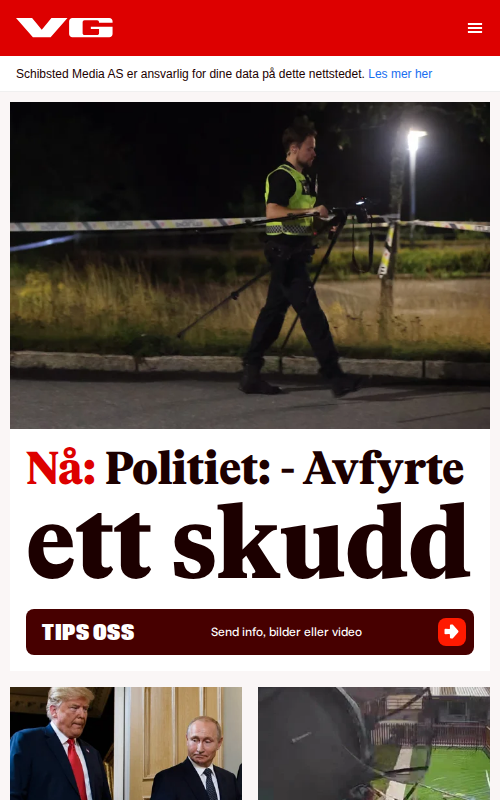 VG
Schibsted Media AS er ansvarlig for dine data på dette nettstedet. Les mer her
Nå: Politiet: - Avfyrte
ett skudd
TIPS OSS
Send info, bilder eller video